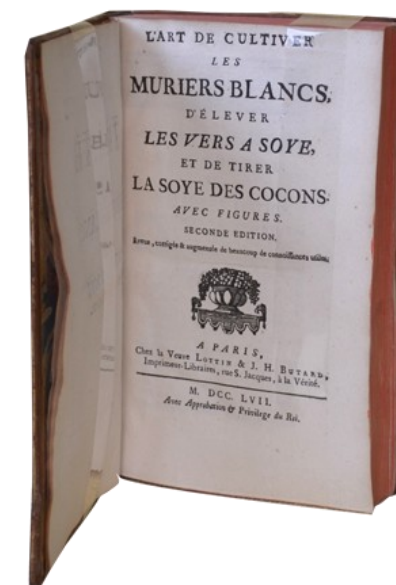 L'ART DE CULTIVER
LES
MURIERS BLANCS,
D'ÉLEVER
LES VERS A SOYE,
ET DE TIRER
LA SOYE DES COCONS.
AVEC FIGURES.
SECONDE EDITION.
Revue, corrigée & augmentée de beaucoup de connoissances utiles.
A PARIS,
Chez la Veuve LOTTIN & J. H. BUTARD,
Imprimeur-Libraires, rue S. Jacques, à la Vérité.
M. DCC. LVII.
Avec Approbation & Privilege du Roi.